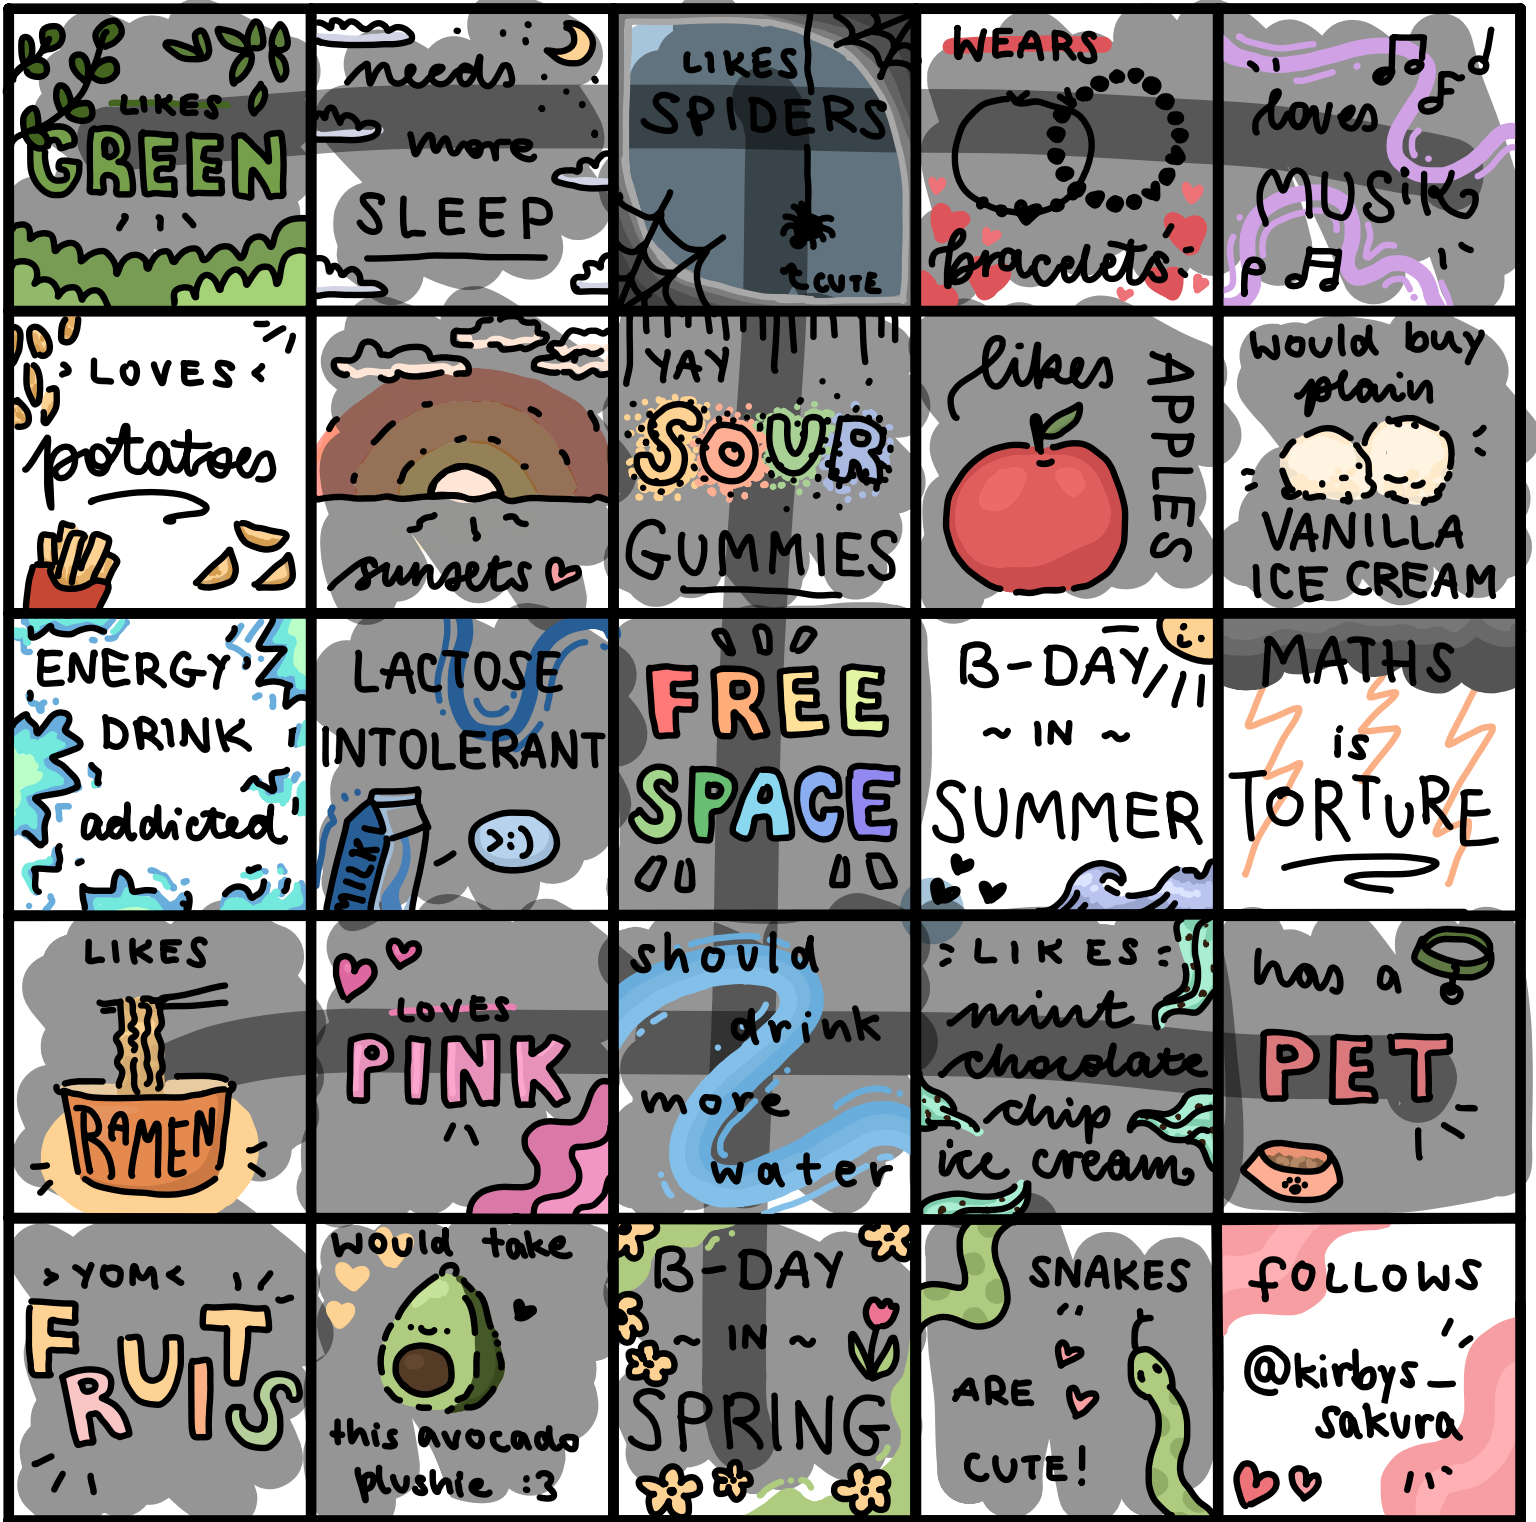 LIKES
GREEN
needs
more
SLEEP
LIKES
SPIDERS
CUTE
WEARS
bracelets
loves
MUSiK
LOVES
potatoes
sunsets
YAY
SOUR
GUMMIES
likes
APPLES
would buy
plain
VANILLA
ICE CREAM
ENERGY
DRINK
addicted
LACTOSE
INTOLERANT
MILK
FREE
SPACE
B-DAY
~ IN ~
SUMMER
MATHS
is
TORTURE
LIKES
RAMEN
LOVES
PINK
should
drink
more
water
LIKES
mint
chocolate
chip
ice cream
has a
PET
>YOM<
FRUITS
would take
this avocado
plushie :3
B-DAY
~ IN ~
SPRING
SNAKES
ARE
CUTE!
FOLLOWS
@kirbys_
sakura